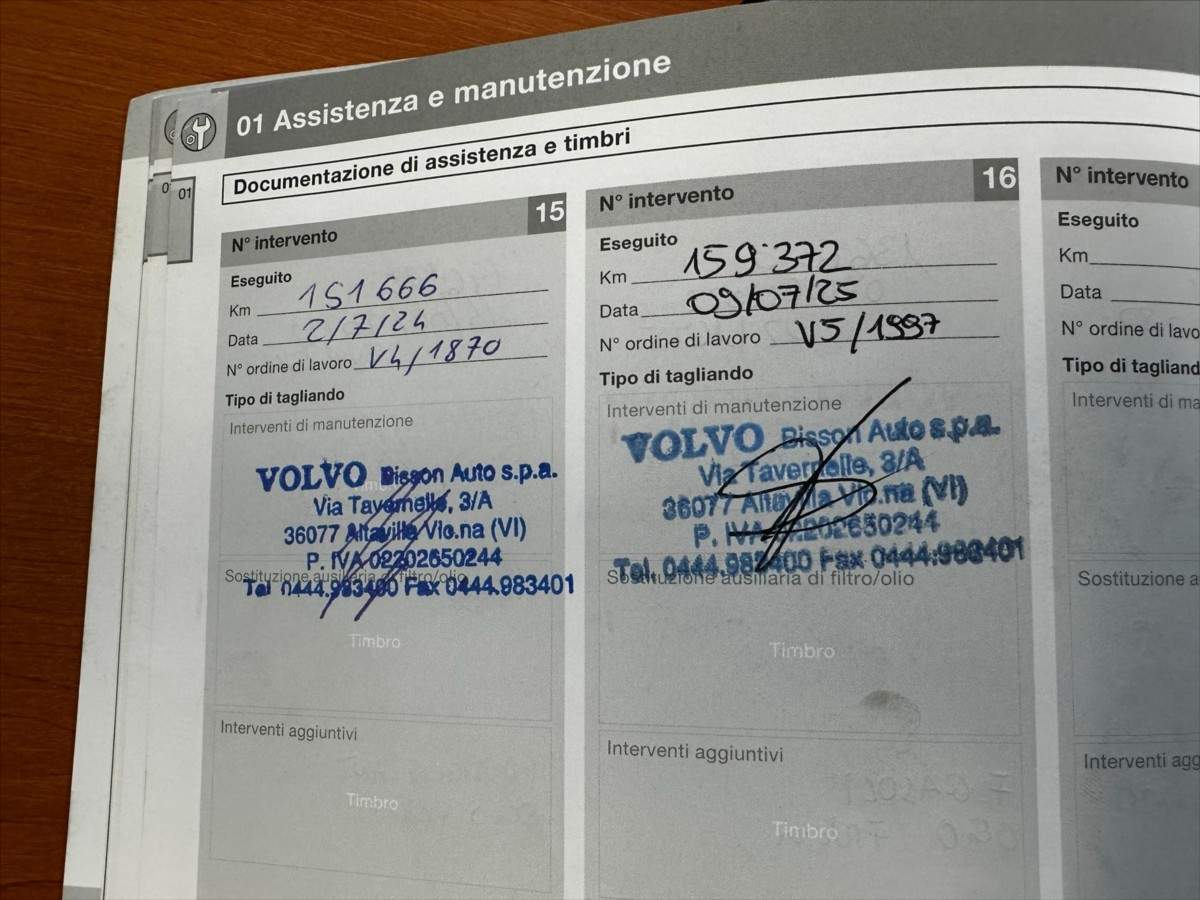 01 Assistenza e manutenzione
01
Documentazione di assistenza e timbri
N° intervento 15
Eseguito
Km 151666
Data 2/7/24
N° ordine di lavoro V4/1870
Tipo di tagliando
Interventi di manutenzione
VOLVO Bisson Auto s.p.a.
Via Tavernelle, 3/A
36077 Altavilla Vic.na (VI)
P. IVA 02202650244
Sostituzione ausiliaria di filtro/olio
Tel 0444.983400 Fax 0444.983401
Timbro
Interventi aggiuntivi
Timbro
N° intervento 16
Eseguito
Km 159.372
Data 09/07/25
N° ordine di lavoro V5/1997
Tipo di tagliando
Interventi di manutenzione
VOLVO Bisson Auto s.p.a.
Via Tavernelle, 3/A
36077 Altavilla Vic.na (VI)
P. IVA 02202650244
Tel. 0444.983400 Fax 0444.983401
Sostituzione ausiliaria di filtro/olio
Timbro
Interventi aggiuntivi
Timbro
N° intervento
Eseguito
Km
Data
N° ordine di lavo
Tipo di tagliand
Interventi di ma
Sostituzione a
Interventi agg